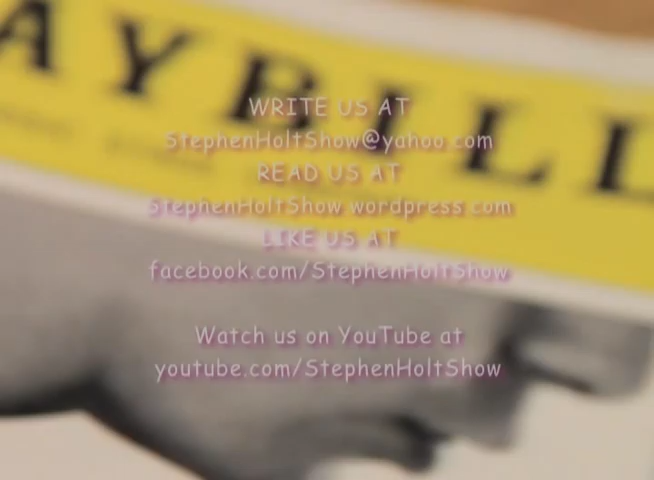 AYBILL
WRITE US AT
StephenHoltShow@yahoo.com
READ US AT
StephenHoltShow.wordpress.com
LIKE US AT
facebook.com/StephenHoltShow
Watch us on YouTube at
youtube.com/StephenHoltShow